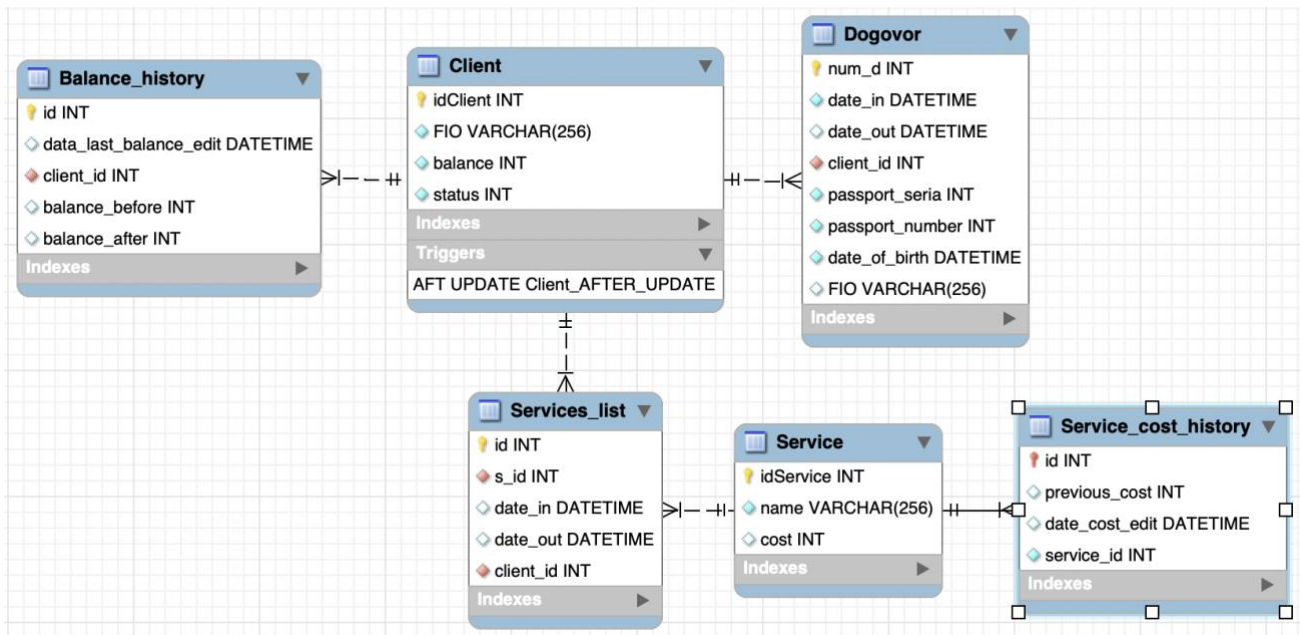 Balance_history
id INT
data_last_balance_edit DATETIME
client_id INT
balance_before INT
balance_after INT
Indexes
Client
idClient INT
FIO VARCHAR(256)
balance INT
status INT
Indexes
Triggers
AFT UPDATE Client_AFTER_UPDATE
Dogovor
num_d INT
date_in DATETIME
date_out DATETIME
client_id INT
passport_seria INT
passport_number INT
date_of_birth DATETIME
FIO VARCHAR(256)
Indexes
Services_list
id INT
s_id INT
date_in DATETIME
date_out DATETIME
client_id INT
Indexes
Service
idService INT
name VARCHAR(256)
cost INT
Indexes
Service_cost_history
id INT
previous_cost INT
date_cost_edit DATETIME
service_id INT
Indexes